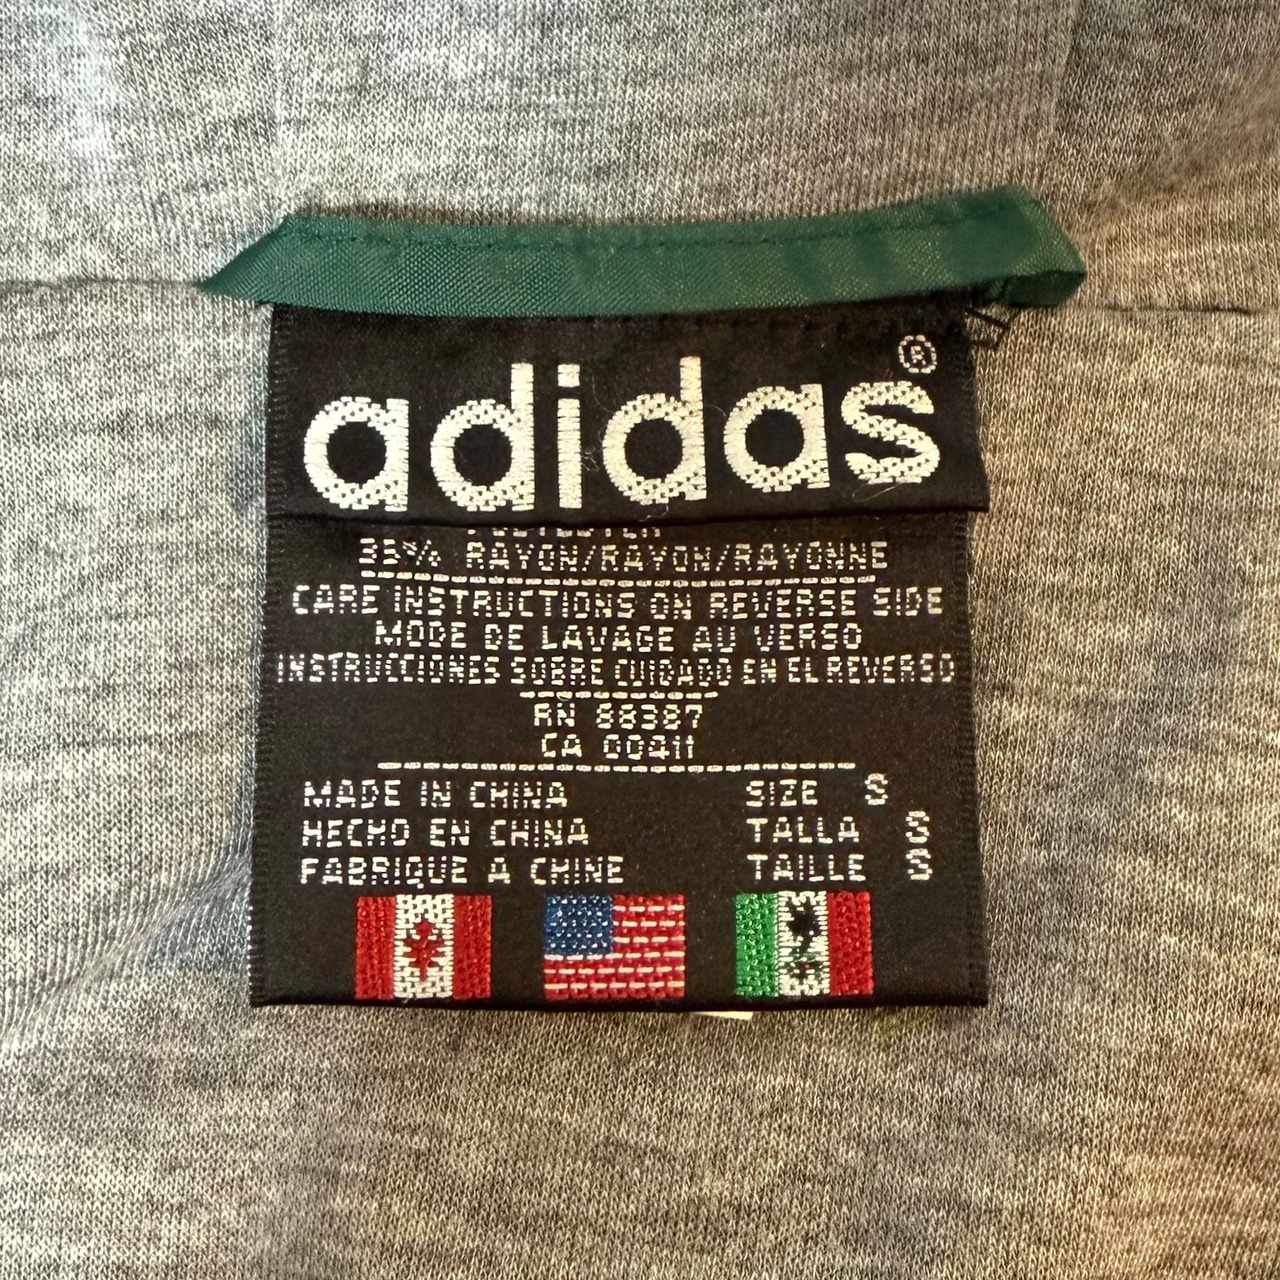 adidas®
35% RAYON/RAYON/RAYONNE
CARE INSTRUCTIONS ON REVERSE SIDE
MODE DE LAVAGE AU VERSO
INSTRUCCIONES SOBRE CUIDADO EN EL REVERSO
RN 88387
CA 00411
MADE IN CHINA SIZE S
HECHO EN CHINA TALLA S
FABRIQUE A CHINE TAILLE S